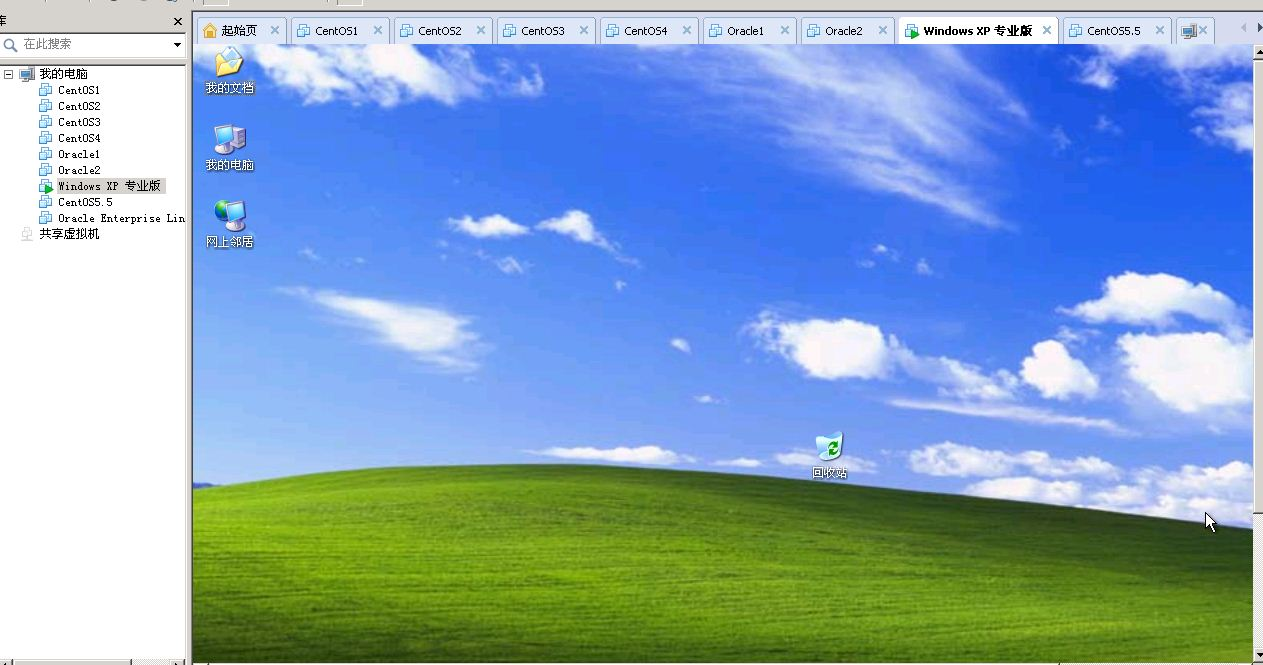 库
起始页
CentOS1
CentOS2
CentOS3
CentOS4
Oracle1
Oracle2
Windows XP 专业版
CentOS5.5
在此搜索
我的电脑
CentOS1
CentOS2
CentOS3
CentOS4
Oracle1
Oracle2
Windows XP 专业版
CentOS5.5
Oracle Enterprise Lin
共享虚拟机
我的文档
我的电脑
网上邻居
回收站